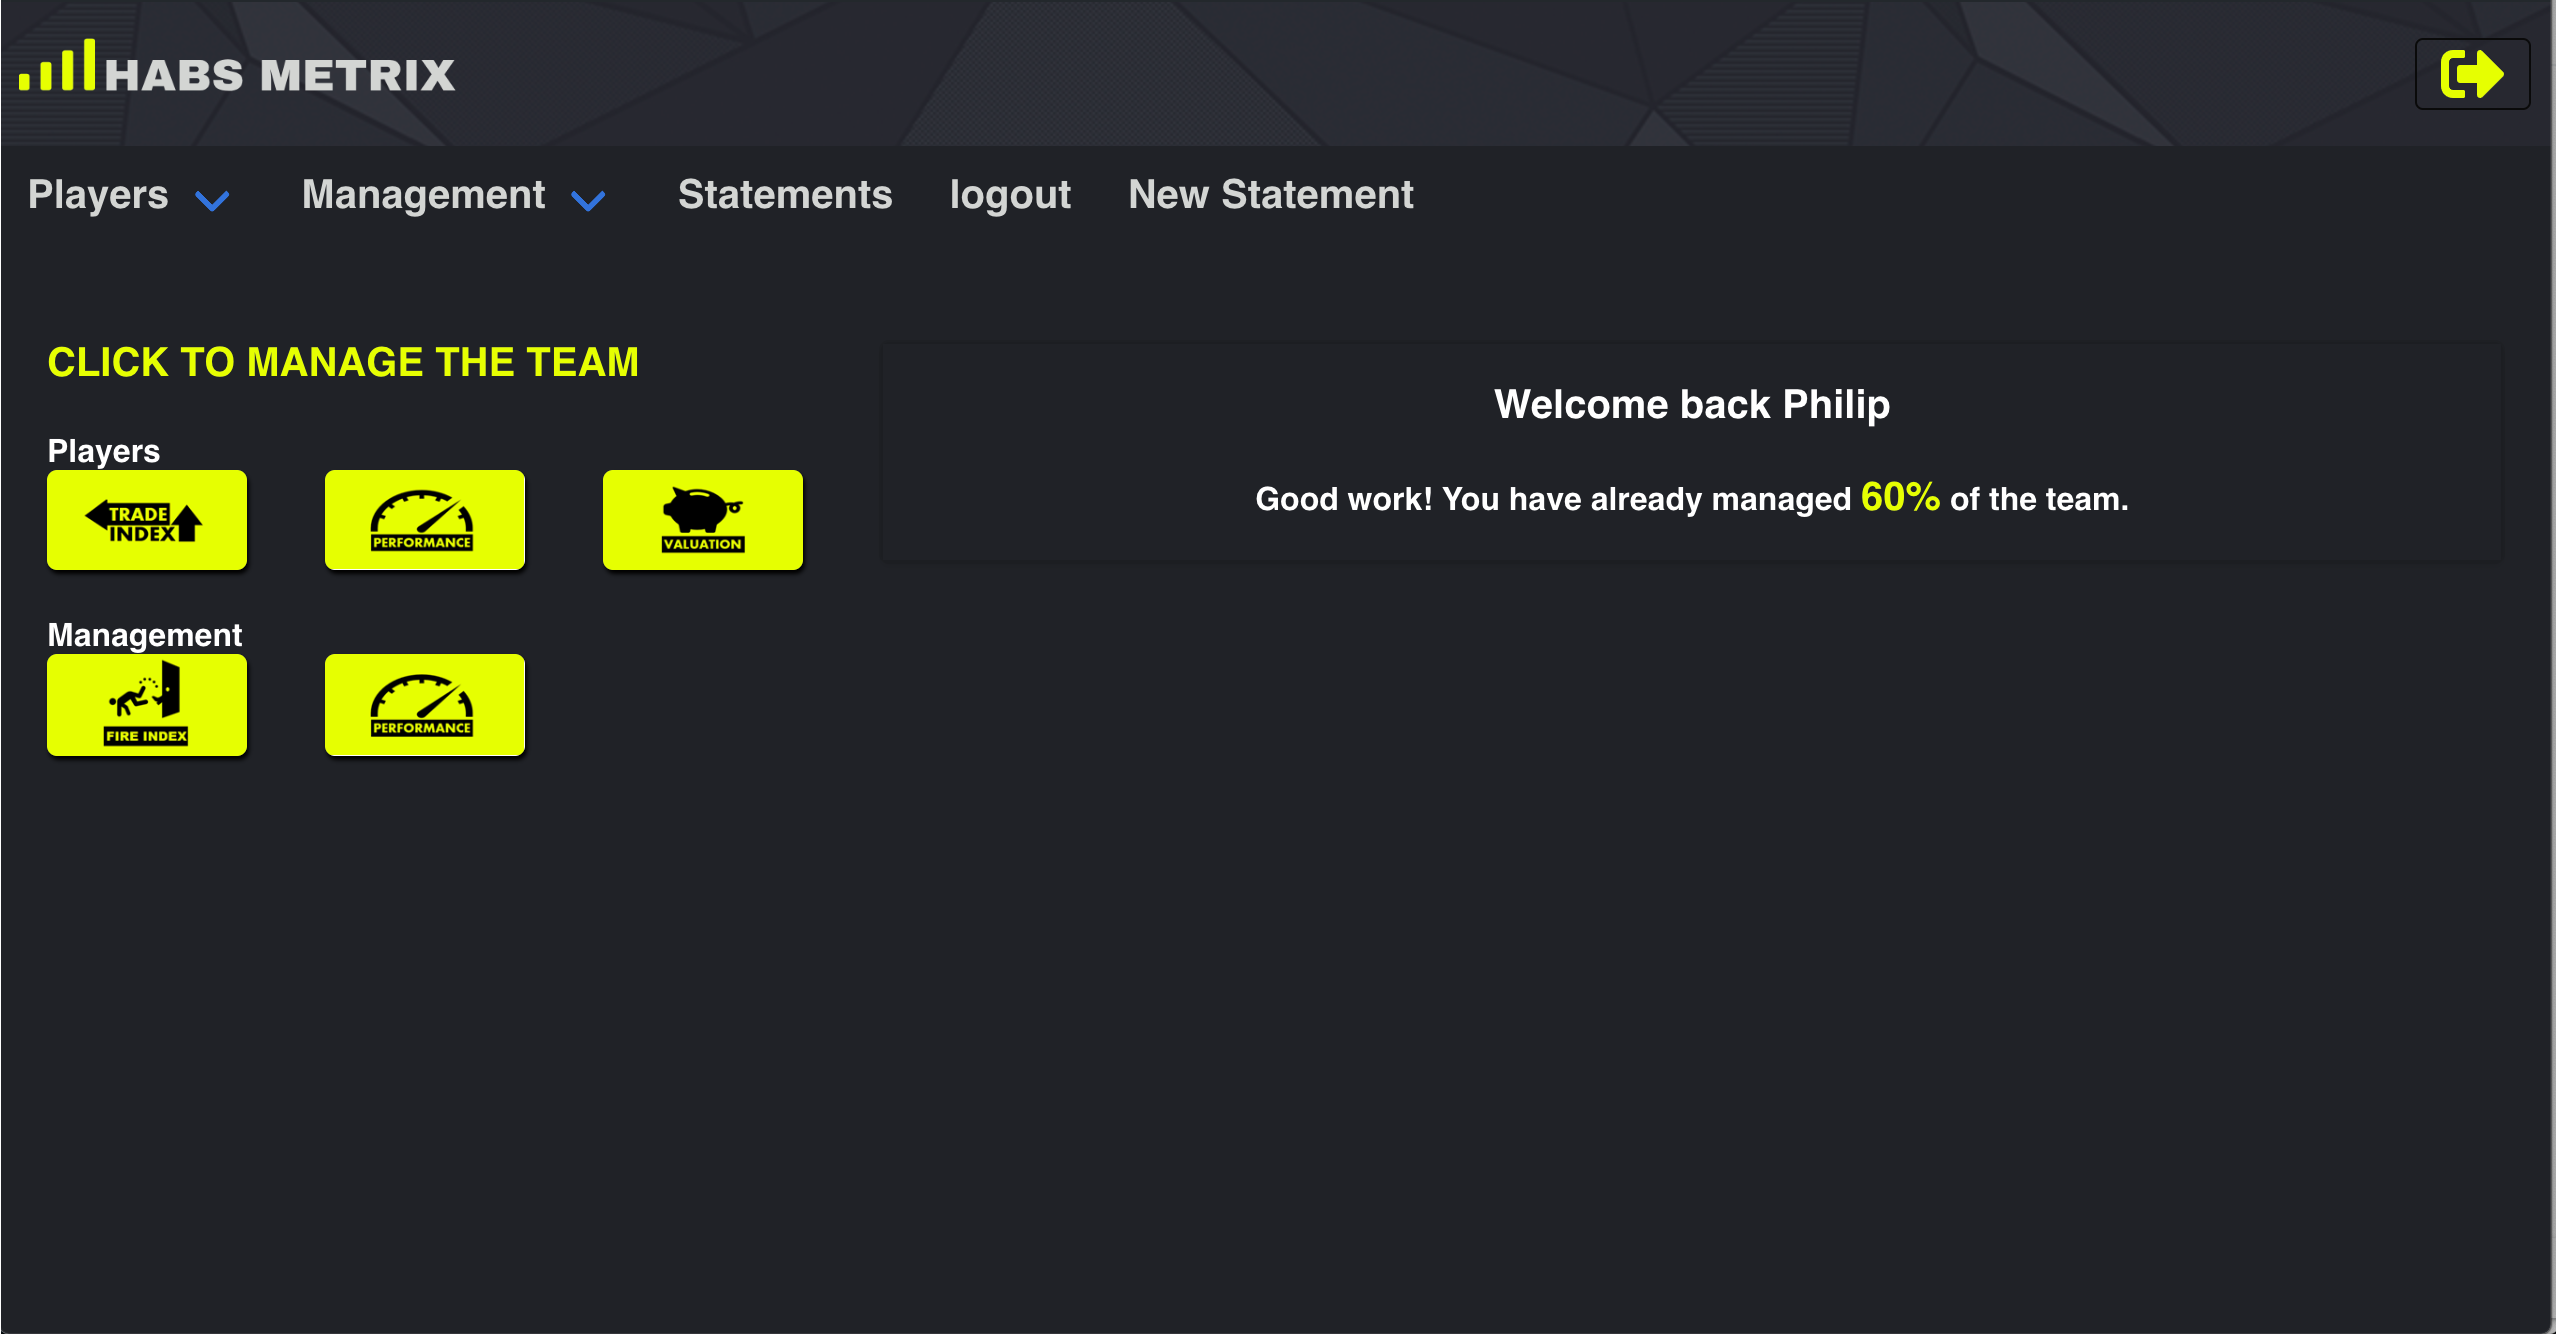 HABS METRIX
Players
Management
Statements
logout
New Statement
CLICK TO MANAGE THE TEAM
Players
TRADE
INDEX
PERFORMANCE
VALUATION
Management
FIRE INDEX
PERFORMANCE
Welcome back Philip
Good work! You have already managed 60% of the team.